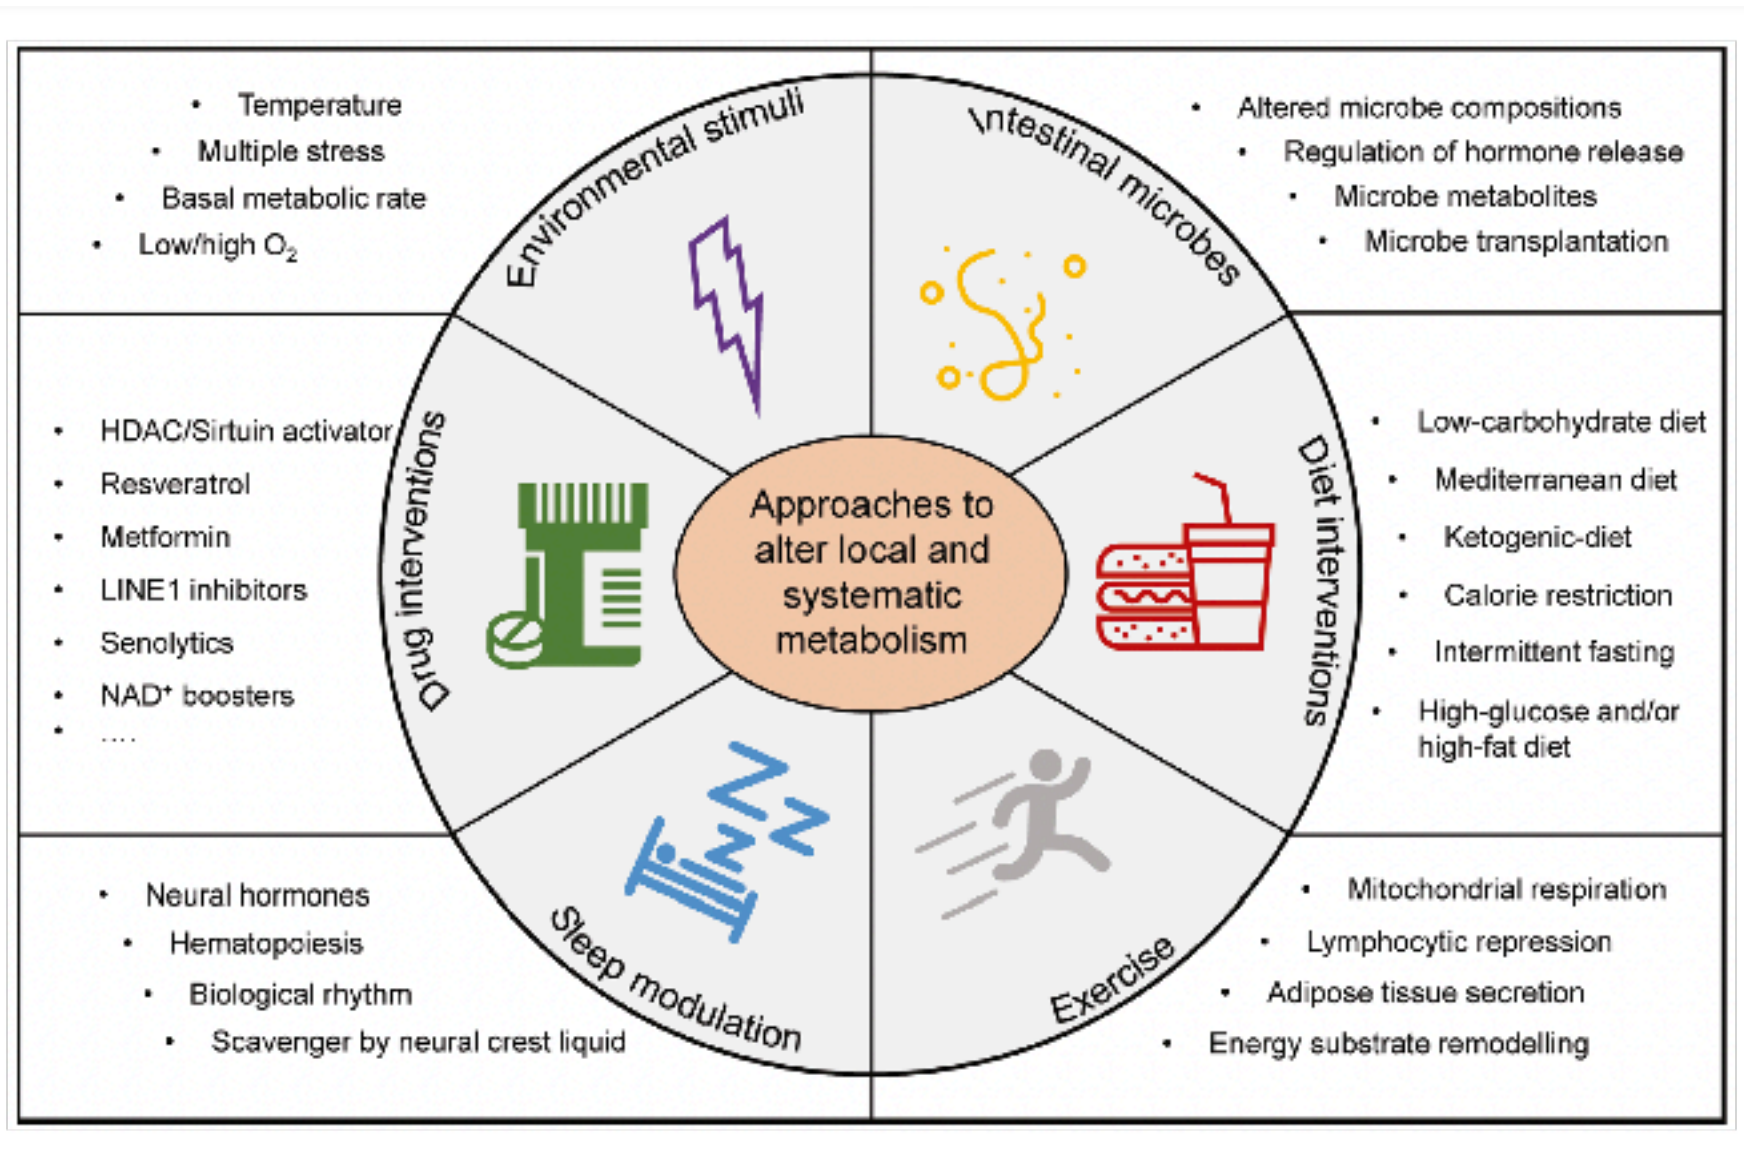 Environmental stimuli
• Temperature
• Multiple stress
• Basal metabolic rate
• Low/high O₂
Intestinal microbes
• Altered microbe compositions
• Regulation of hormone release
• Microbe metabolites
• Microbe transplantation
Drug interventions
• HDAC/Sirtuin activator
• Resveratrol
• Metformin
• LINE1 inhibitors
• Senolytics
• NAD⁺ boosters
• ....
Approaches to
alter local and
systematic
metabolism
Diet interventions
• Low-carbohydrate diet
• Mediterranean diet
• Ketogenic-diet
• Calorie restriction
• Intermittent fasting
• High-glucose and/or
high-fat diet
Sleep modulation
• Neural hormones
• Hematopoiesis
• Biological rhythm
• Scavenger by neural crest liquid
Exercise
• Mitochondrial respiration
• Lymphocytic repression
• Adipose tissue secretion
• Energy substrate remodelling